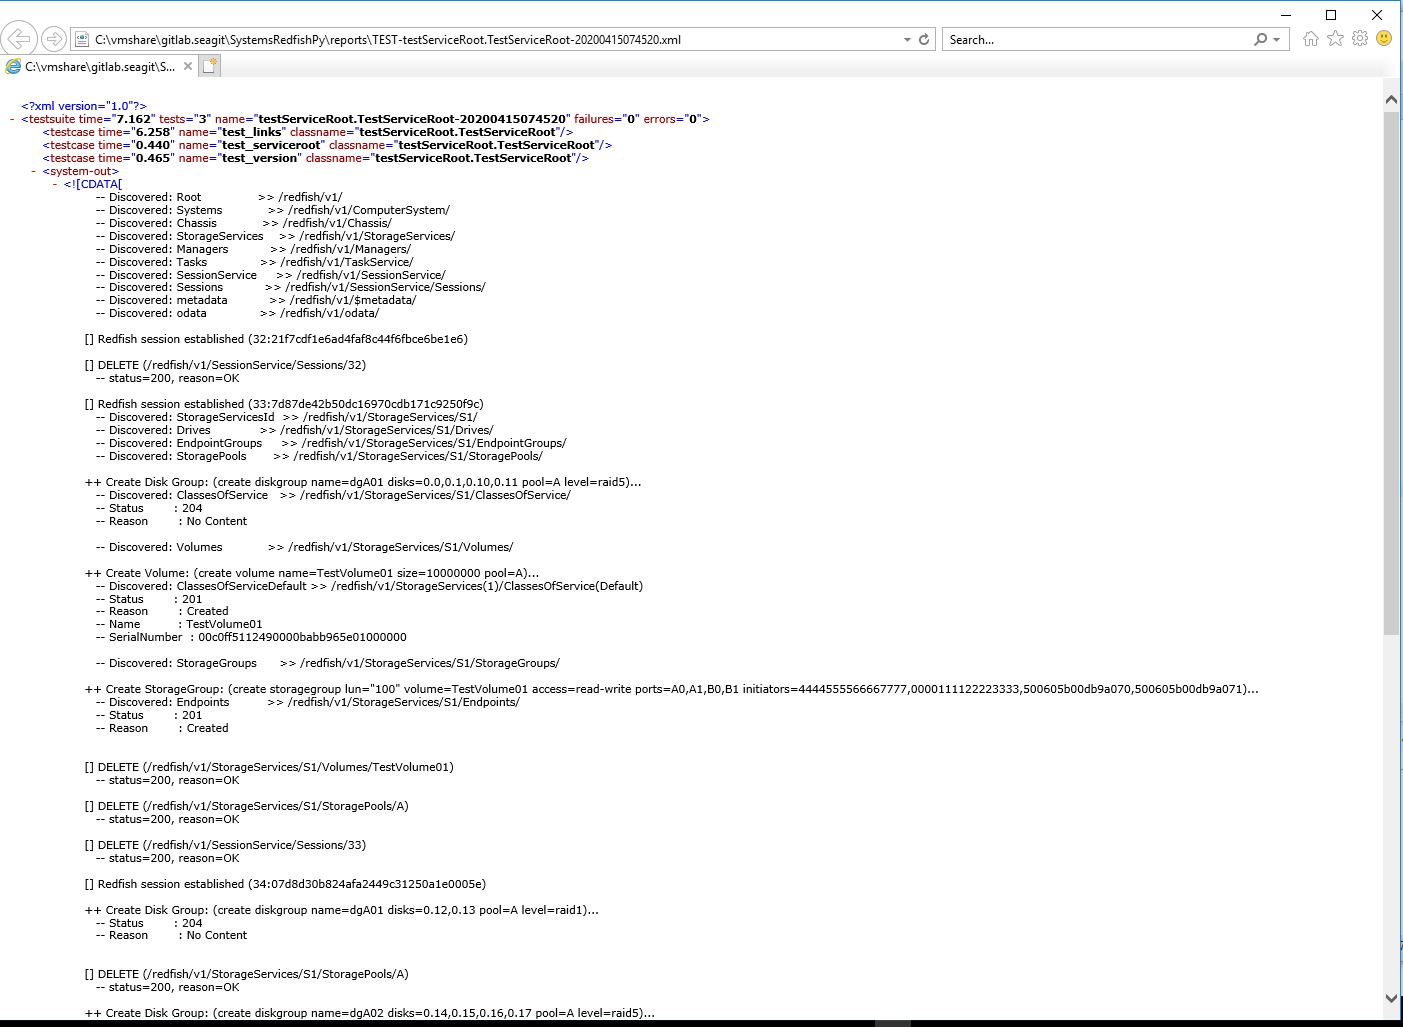 C:\vmshare\gitlab.seagit\SystemsRedfishPy\reports\TEST-testServiceRoot.TestServiceRoot-20200415074520.xml
Search...
C:\vmshare\gitlab.seagit\S...
<?xml version="1.0"?>
- <testsuite time="7.162" tests="3" name="testServiceRoot.TestServiceRoot-20200415074520" failures="0" errors="0">
<testcase time="6.258" name="test_links" classname="testServiceRoot.TestServiceRoot"/>
<testcase time="0.440" name="test_serviceroot" classname="testServiceRoot.TestServiceRoot"/>
<testcase time="0.465" name="test_version" classname="testServiceRoot.TestServiceRoot"/>
- <system-out>
- <![CDATA[
-- Discovered: Root >> /redfish/v1/
-- Discovered: Systems >> /redfish/v1/ComputerSystem/
-- Discovered: Chassis >> /redfish/v1/Chassis/
-- Discovered: StorageServices >> /redfish/v1/StorageServices/
-- Discovered: Managers >> /redfish/v1/Managers/
-- Discovered: Tasks >> /redfish/v1/TaskService/
-- Discovered: SessionService >> /redfish/v1/SessionService/
-- Discovered: Sessions >> /redfish/v1/SessionService/Sessions/
-- Discovered: metadata >> /redfish/v1/$metadata/
-- Discovered: odata >> /redfish/v1/odata/
[] Redfish session established (32:21f7cdf1e6ad4faf8c44f6fbce6be1e6)
[] DELETE (/redfish/v1/SessionService/Sessions/32)
-- status=200, reason=OK
[] Redfish session established (33:7d87de42b50dc16970cdb171c9250f9c)
-- Discovered: StorageServicesId >> /redfish/v1/StorageServices/S1/
-- Discovered: Drives >> /redfish/v1/StorageServices/S1/Drives/
-- Discovered: EndpointGroups >> /redfish/v1/StorageServices/S1/EndpointGroups/
-- Discovered: StoragePools >> /redfish/v1/StorageServices/S1/StoragePools/
++ Create Disk Group: (create diskgroup name=dgA01 disks=0.0,0.1,0.10,0.11 pool=A level=raid5)...
-- Discovered: ClassesOfService >> /redfish/v1/StorageServices/S1/ClassesOfService/
-- Status : 204
-- Reason : No Content
-- Discovered: Volumes >> /redfish/v1/StorageServices/S1/Volumes/
++ Create Volume: (create volume name=TestVolume01 size=10000000 pool=A)...
-- Discovered: ClassesOfServiceDefault >> /redfish/v1/StorageServices(1)/ClassesOfService(Default)
-- Status : 201
-- Reason : Created
-- Name : TestVolume01
-- SerialNumber : 00c0ff5112490000babb965e01000000
-- Discovered: StorageGroups >> /redfish/v1/StorageServices/S1/StorageGroups/
++ Create StorageGroup: (create storagegroup lun="100" volume=TestVolume01 access=read-write ports=A0,A1,B0,B1 initiators=4444555566667777,0000111122223333,500605b00db9a070,500605b00db9a071)...
-- Discovered: Endpoints >> /redfish/v1/StorageServices/S1/Endpoints/
-- Status : 201
-- Reason : Created
[] DELETE (/redfish/v1/StorageServices/S1/Volumes/TestVolume01)
-- status=200, reason=OK
[] DELETE (/redfish/v1/StorageServices/S1/StoragePools/A)
-- status=200, reason=OK
[] DELETE (/redfish/v1/SessionService/Sessions/33)
-- status=200, reason=OK
[] Redfish session established (34:07d8d30b824afa2449c31250a1e0005e)
++ Create Disk Group: (create diskgroup name=dgA01 disks=0.12,0.13 pool=A level=raid1)...
-- Status : 204
-- Reason : No Content
[] DELETE (/redfish/v1/StorageServices/S1/StoragePools/A)
-- status=200, reason=OK
++ Create Disk Group: (create diskgroup name=dgA02 disks=0.14,0.15,0.16,0.17 pool=A level=raid5)...